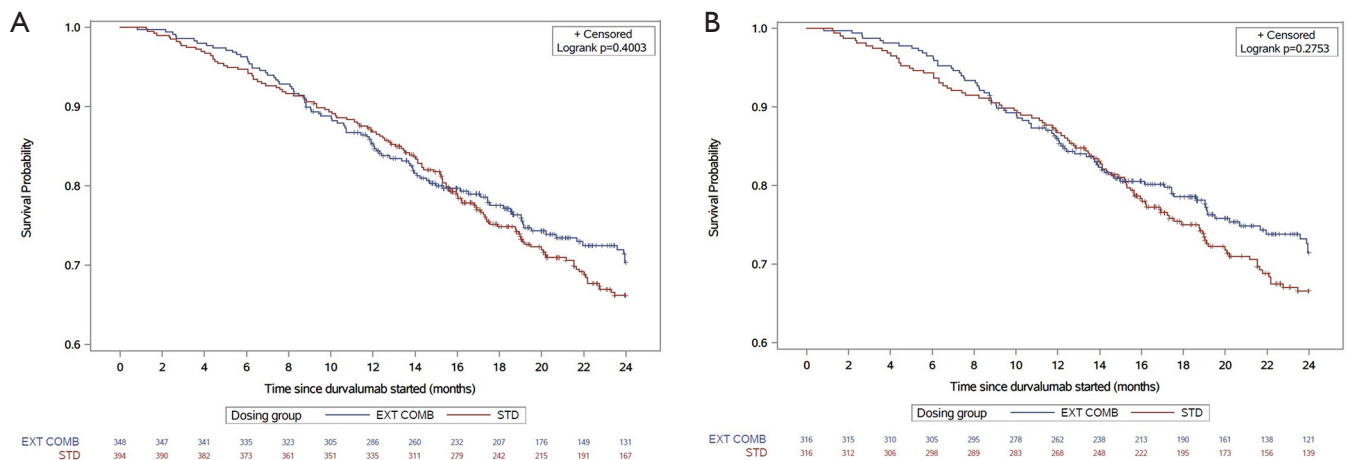 A
1.0
0.9
0.8
0.7
0.6
Survival Probability
+ Censored
Logrank p=0.4003
0 2 4 6 8 10 12 14 16 18 20 22 24
Time since durvalumab started (months)
Dosing group EXT COMB STD
EXT COMB 348 347 341 335 323 305 286 260 232 207 176 149 131
STD 394 390 382 373 361 351 335 311 279 242 215 191 167
B
1.0
0.9
0.8
0.7
0.6
Survival Probability
+ Censored
Logrank p=0.2753
0 2 4 6 8 10 12 14 16 18 20 22 24
Time since durvalumab started (months)
Dosing group EXT COMB STD
EXT COMB 316 315 310 305 295 278 262 238 213 190 161 138 121
STD 316 312 306 298 289 283 268 248 222 195 173 156 139